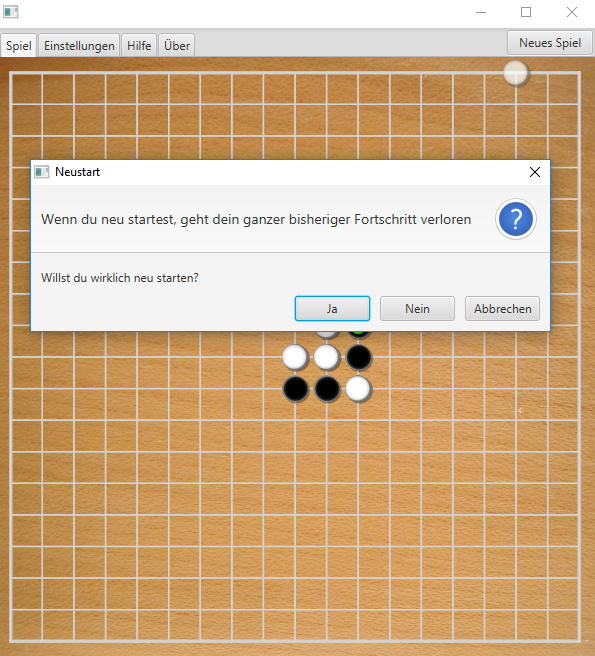 Spiel Einstellungen Hilfe Über Neues Spiel
Neustart
Wenn du neu startest, geht dein ganzer bisheriger Fortschritt verloren
?
Willst du wirklich neu starten?
Ja Nein Abbrechen